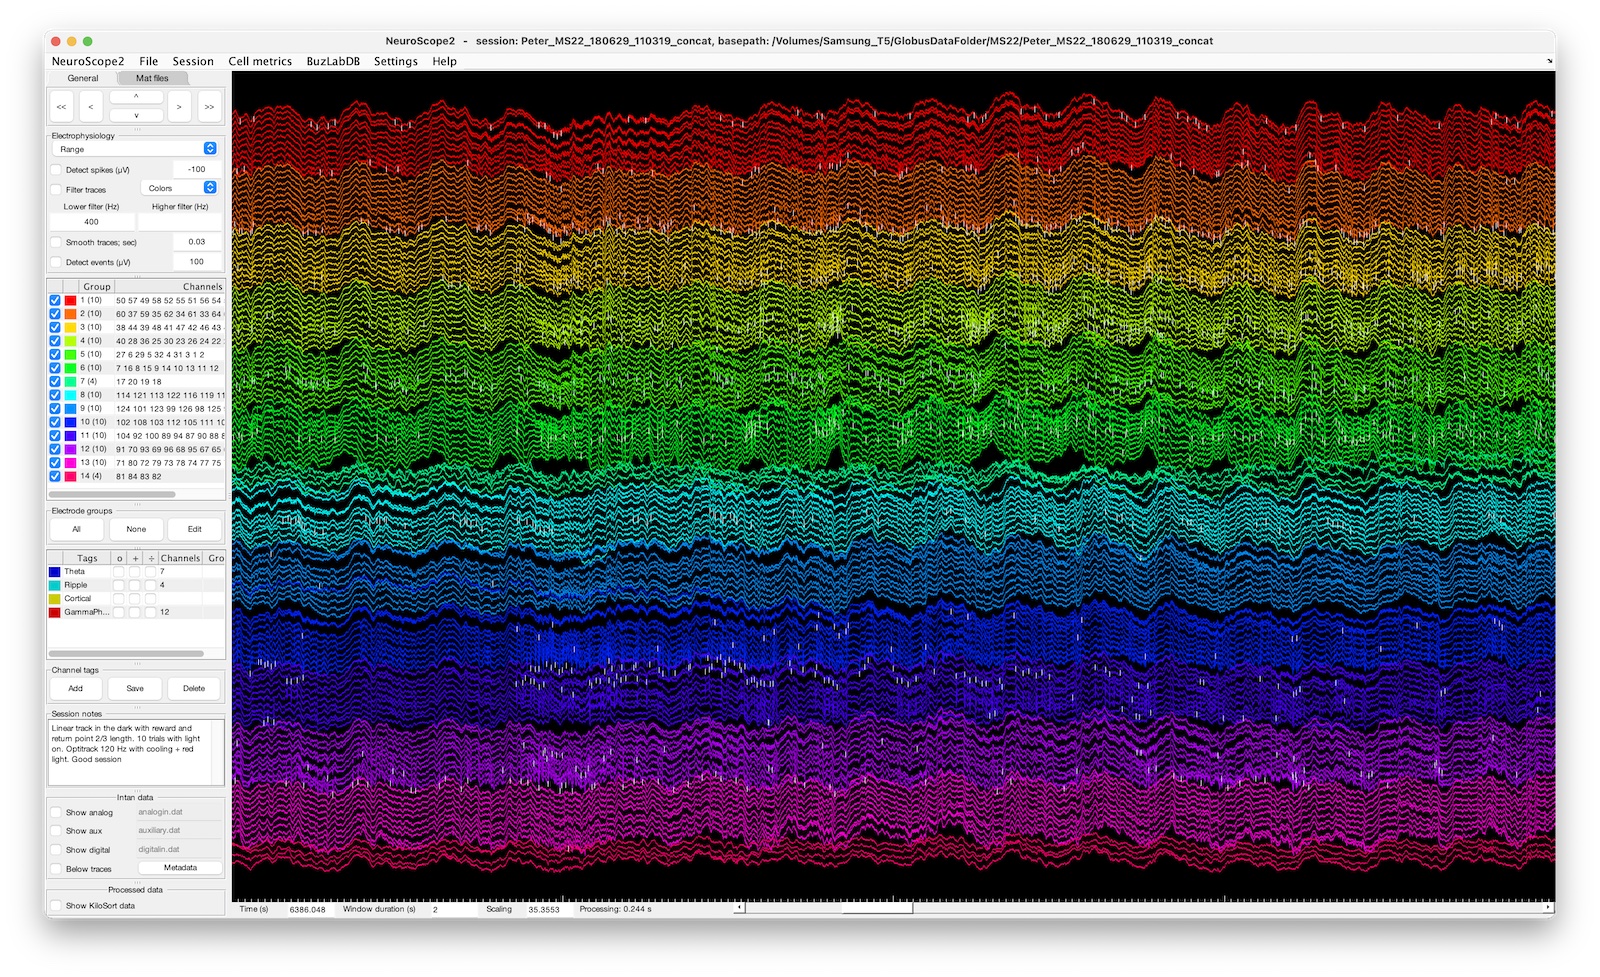 NeuroScope2 - session: Peter_MS22_180629_110319_concat, basepath: /Volumes/Samsung_T5/GlobusDataFolder/MS22/Peter_MS22_180629_110319_concat
NeuroScope2 File Session Cell metrics BuzLabDB Settings Help
General Mat files
<< < ^ v > >>
Electrophysiology
Range
Detect spikes (µV) -100
Filter traces Colors
Lower filter (Hz) Higher filter (Hz)
400
Smooth traces; sec) 0.03
Detect events (µV) 100
Group Channels
1 (10) 50 57 49 58 52 55 51 56 54
2 (10) 60 37 59 35 62 34 61 33 64
3 (10) 38 44 39 48 41 47 42 46 43
4 (10) 40 28 36 25 30 23 26 24 22
5 (10) 27 6 29 5 32 4 31 3 1 2
6 (10) 7 16 8 15 9 14 10 13 11 12
7 (4) 17 20 19 18
8 (10) 114 121 113 122 116 119 11
9 (10) 124 101 123 99 126 98 125
10 (10) 102 108 103 112 105 111 10
11 (10) 104 92 100 89 94 87 90 88 8
12 (10) 91 70 93 69 96 68 95 67 65
13 (10) 71 80 72 79 73 78 74 77 75
14 (4) 81 84 83 82
Electrode groups
All None Edit
Tags o + ÷ Channels Gro
Theta 7
Ripple 4
Cortical
GammaPh... 12
Channel tags
Add Save Delete
Session notes
Linear track in the dark with reward and
return point 2/3 length. 10 trials with light
on. Optitrack 120 Hz with cooling + red
light. Good session
Intan data
Show analog analogin.dat
Show aux auxiliary.dat
Show digital digitalin.dat
Below traces Metadata
Processed data
Show KiloSort data
Time (s) 6386.048 Window duration (s) 2 Scaling 35.3553 Processing: 0.244 s